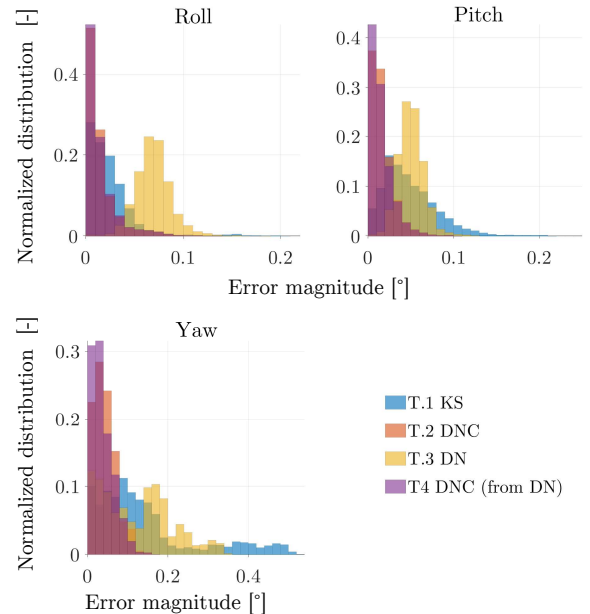 Roll
Pitch
Normalized distribution [-]
0.4
0.2
0
0
0.1
0.2
0.4
0.3
0.2
0.1
0
0
0.1
0.2
Error magnitude [°]
Yaw
Normalized distribution [-]
0.3
0.2
0.1
0
0
0.2
0.4
Error magnitude [°]
T.1 KS
T.2 DNC
T.3 DN
T4 DNC (from DN)